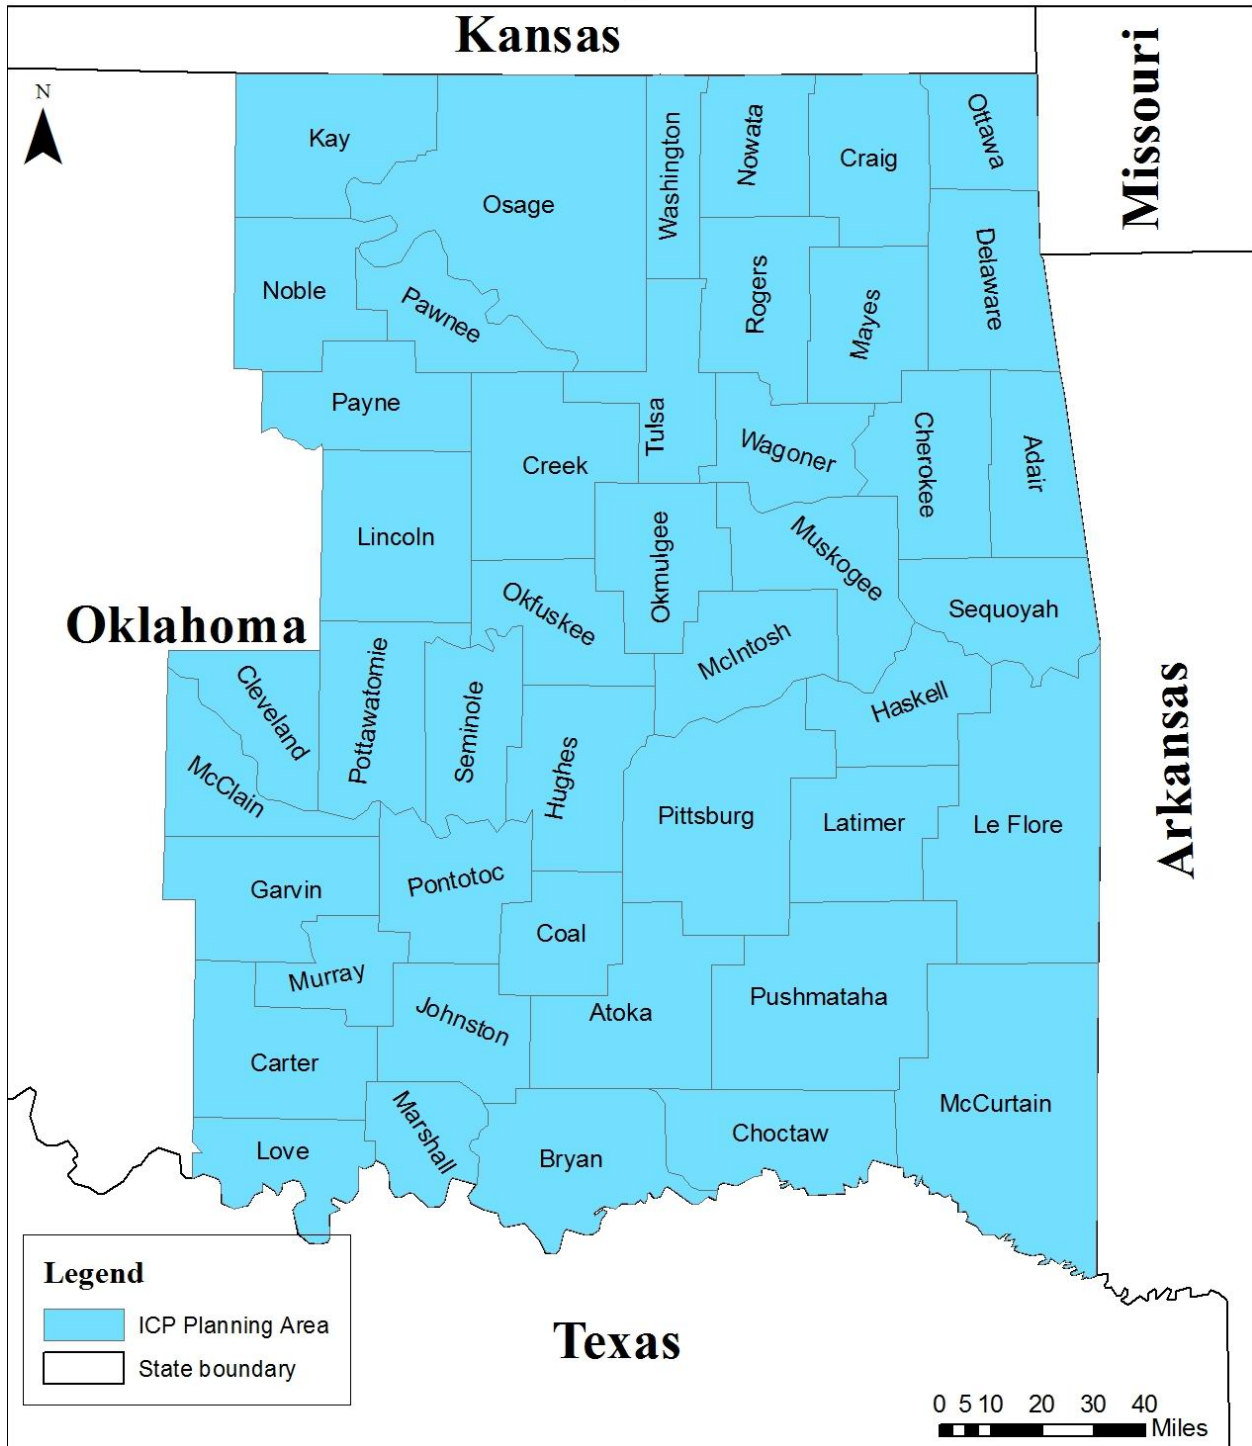 Kansas
Missouri
N
Kay
Osage
Washington
Nowata
Craig
Ottawa
Noble
Pawnee
Rogers
Mayes
Delaware
Payne
Creek
Tulsa
Wagoner
Cherokee
Adair
Lincoln
Okmulgee
Muskogee
Okfuskee
Sequoyah
Oklahoma
McIntosh
Cleveland
Pottawatomie
Seminole
Haskell
McClain
Hughes
Pittsburg
Latimer
Le Flore
Arkansas
Garvin
Pontotoc
Coal
Murray
Johnston
Atoka
Pushmataha
Carter
McCurtain
Love
Marshall
Bryan
Choctaw
Legend
ICP Planning Area
State boundary
Texas
0 5 10 20 30 40
Miles